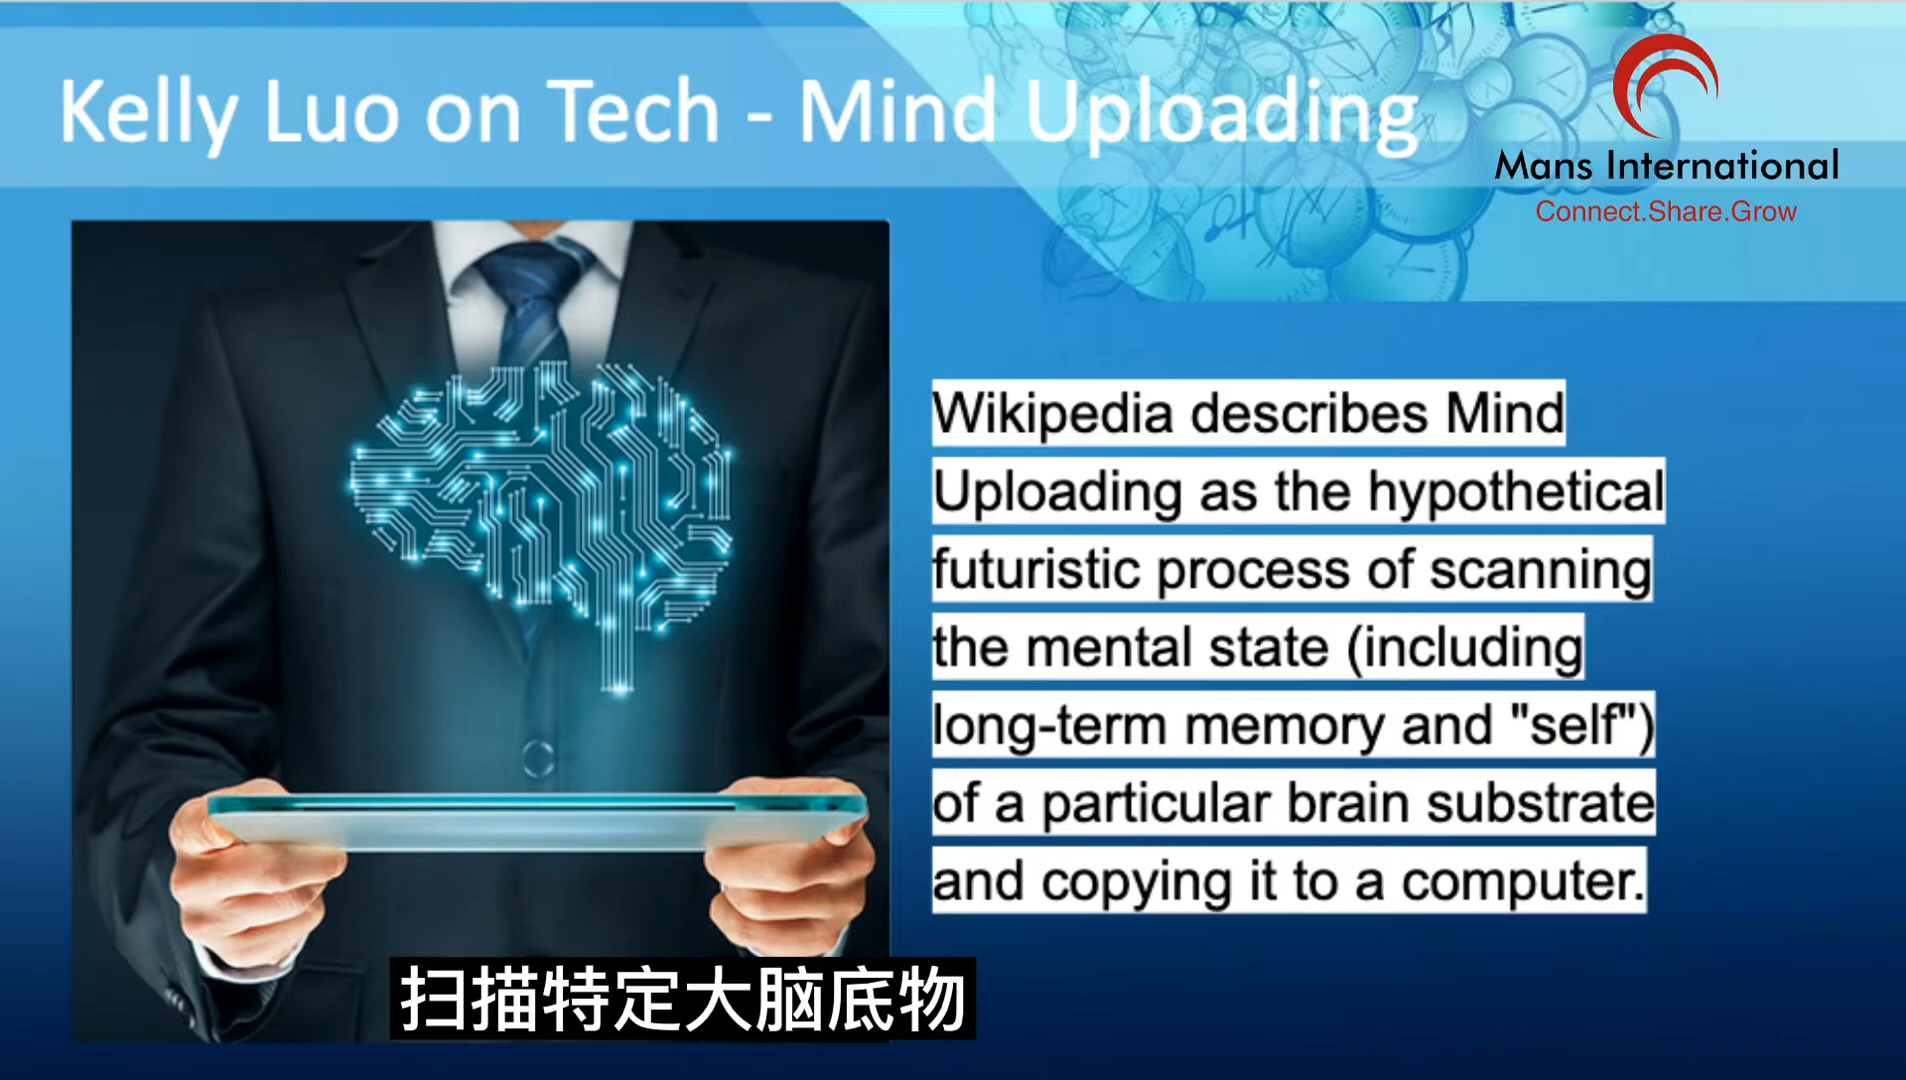 Kelly Luo on Tech - Mind Uploading
Mans International
Connect.Share.Grow
Wikipedia describes Mind
Uploading as the hypothetical
futuristic process of scanning
the mental state (including
long-term memory and "self")
of a particular brain substrate
and copying it to a computer.
扫描特定大脑底物